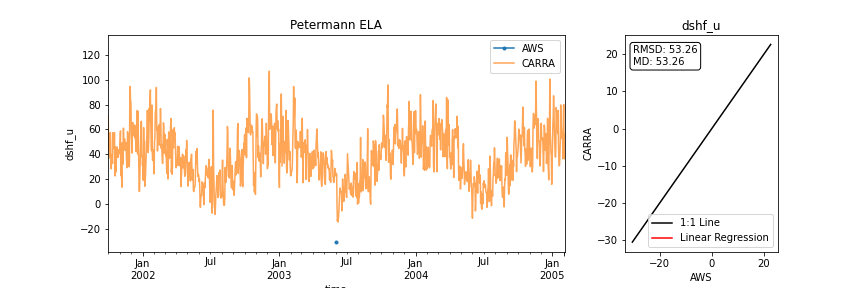 Petermann ELA
dshf_u
120
100
80
60
40
20
0
−20
AWS
CARRA
Jan
2002
Jul
Jan
2003
Jul
Jan
2004
Jul
Jan
2005
time
dshf_u
CARRA
20
10
0
−10
−20
−30
RMSD: 53.26
MD: 53.26
1:1 Line
Linear Regression
−20
0
20
AWS